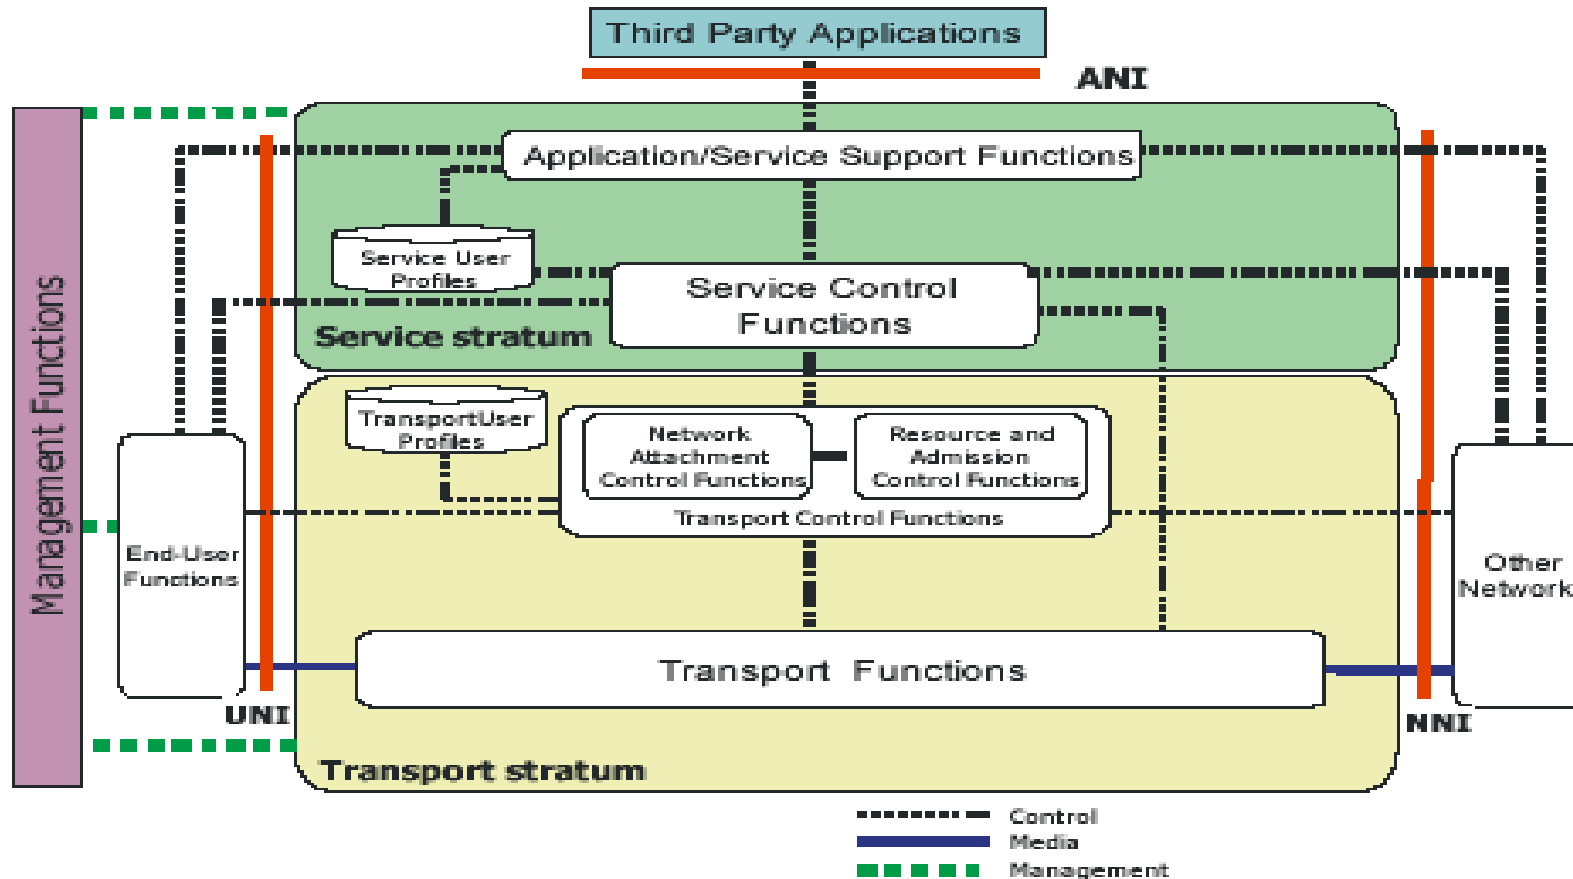 Third Party Applications
ANI
Application/Service Support Functions
Service User
Profiles
Service Control
Functions
Service stratum
Management Functions
TransportUser
Profiles
Network
Attachment
Control Functions
Resource and
Admission
Control Functions
Transport Control Functions
End-User
Functions
Other
Network
Transport Functions
UNI
NNI
Transport stratum
Control
Media
Management